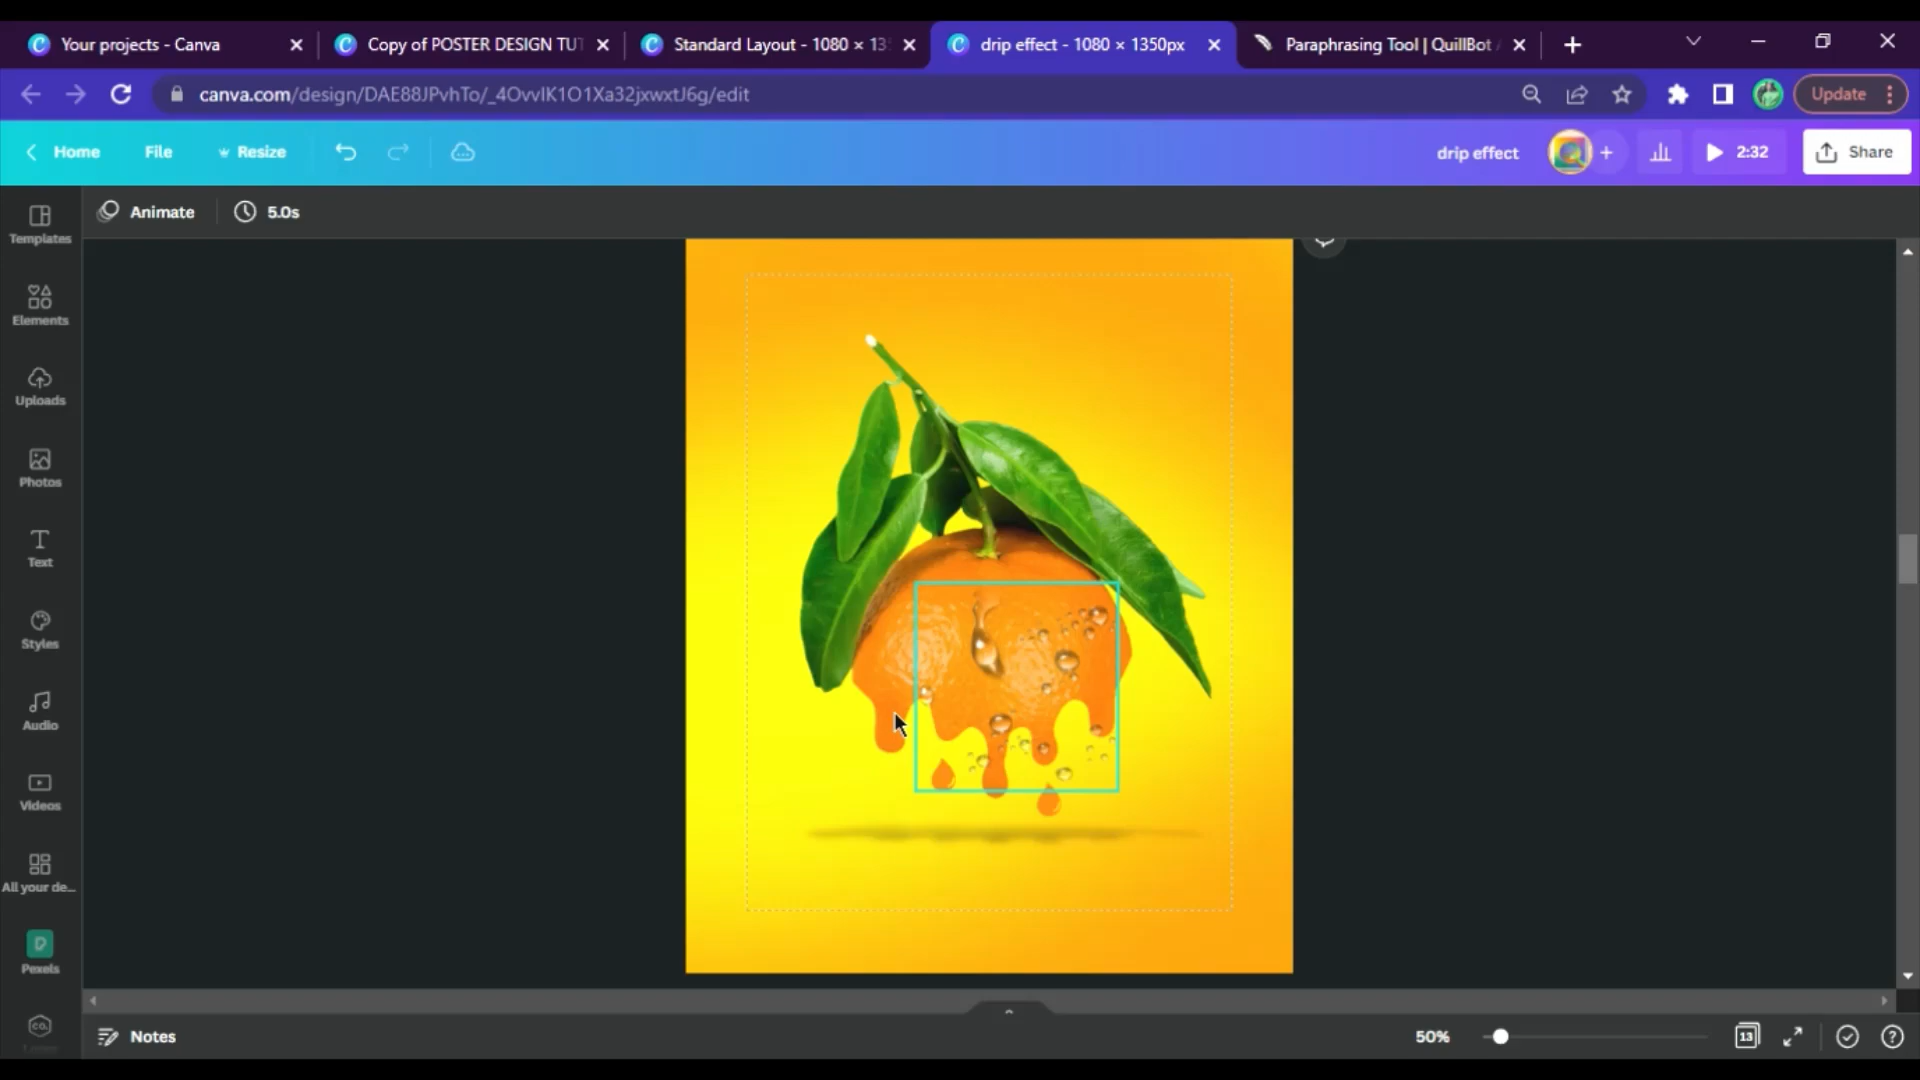 Your projects - Canva
Copy of POSTER DESIGN TUT
Standard Layout - 1080 × 13
drip effect - 1080 × 1350px
Paraphrasing Tool | QuillBot
canva.com/design/DAE88JPvhTo/_4OvvIK1O1Xa32jxwxtJ6g/edit
Update
Home
File
Resize
drip effect
+
2:32
Share
Animate
5.0s
Templates
Elements
Uploads
Photos
Text
Styles
Audio
Videos
All your de...
Pexels
co.
Notes
50%
13